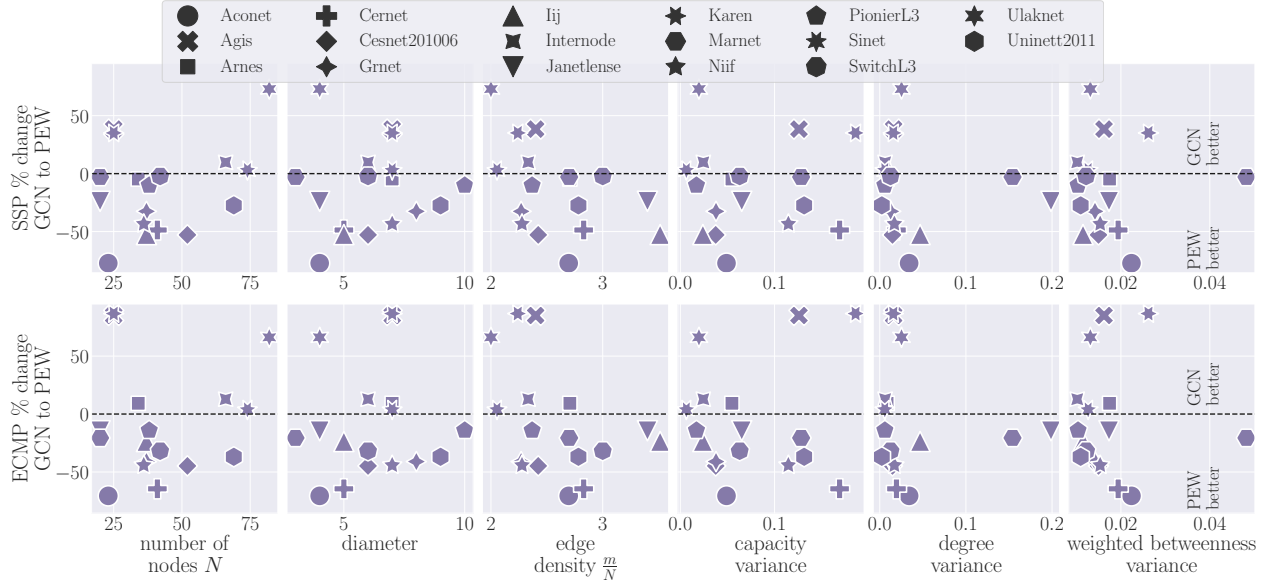 Aconet
Agis
Arnes
Cernet
Cesnet201006
Grnet
Iij
Internode
Janetlense
Karen
Marnet
Niif
PionierL3
Sinet
SwitchL3
Ulaknet
Uninett2011
SSP % change
GCN to PEW
50
0
−50
GCN
better
PEW
better
25 50 75
5 10
2 3
0.0 0.1
0.0 0.1 0.2
0.02 0.04
ECMP % change
GCN to PEW
50
0
−50
GCN
better
PEW
better
25 50 75
5 10
2 3
0.0 0.1
0.0 0.1 0.2
0.02 0.04
number of
nodes N
diameter
edge
density m/N
capacity
variance
degree
variance
weighted betweenness
variance